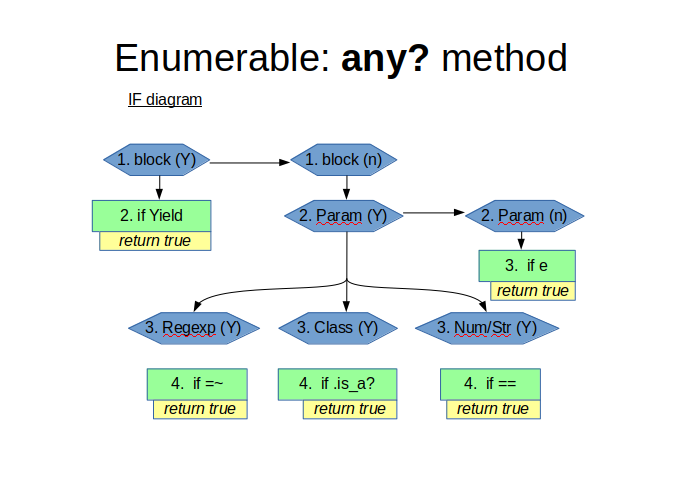 Enumerable: any? method
IF diagram
1. block (Y)
1. block (n)
2. if Yield
return true
2. Param (Y)
2. Param (n)
3. if e
return true
3. Regexp (Y)
3. Class (Y)
3. Num/Str (Y)
4. if =~
return true
4. if .is_a?
return true
4. if ==
return true